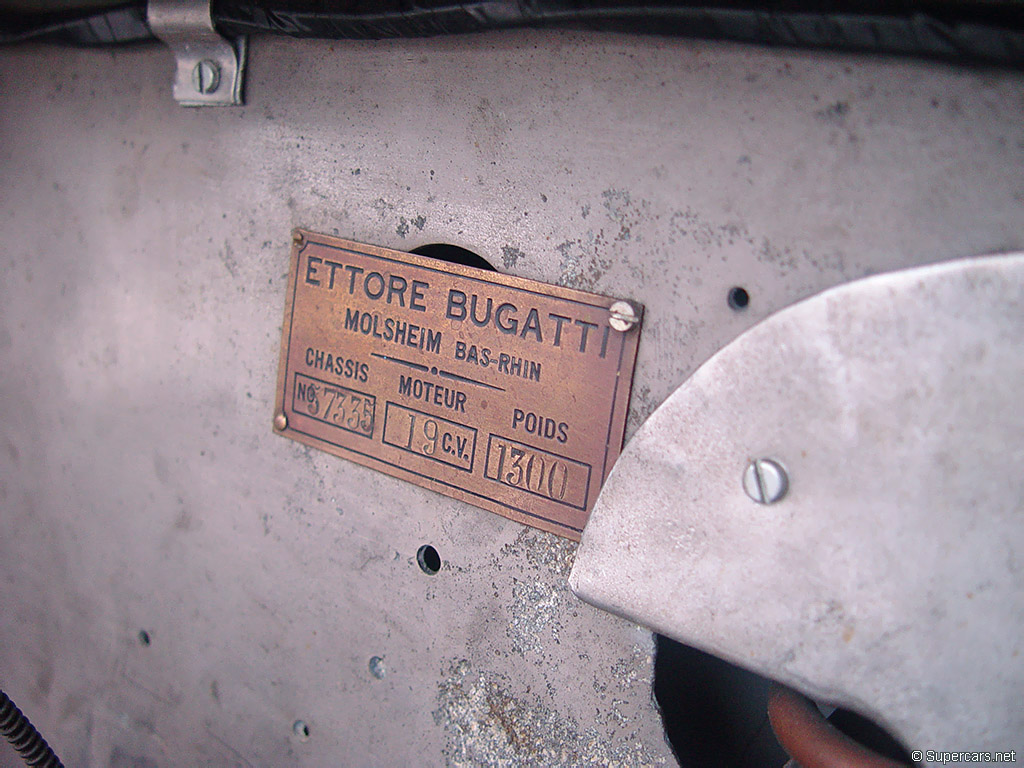 ETTORE BUGATTI
MOLSHEIM BAS-RHIN
CHASSIS MOTEUR POIDS
No 57335 19 C.V. 1300
© Supercars.net